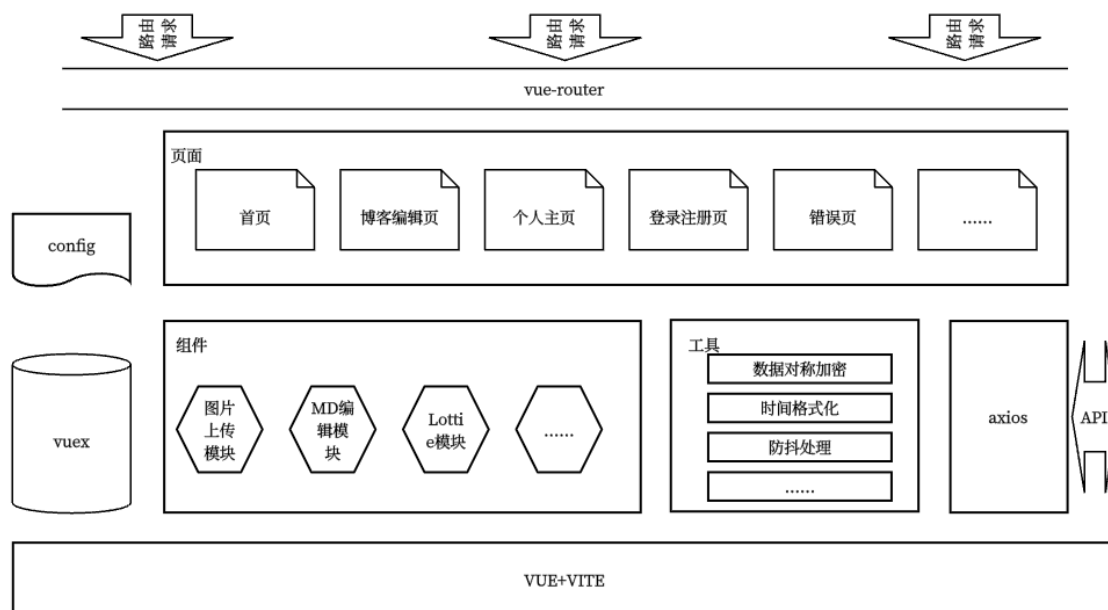 路由
请求
路由
请求
路由
请求
vue-router
页面
首页
博客编辑页
个人主页
登录注册页
错误页
……
config
组件
图片
上传
模块
MD编
辑模
块
Lotti
e模块
……
工具
数据对称加密
时间格式化
防抖处理
……
axios
API
vuex
VUE+VITE